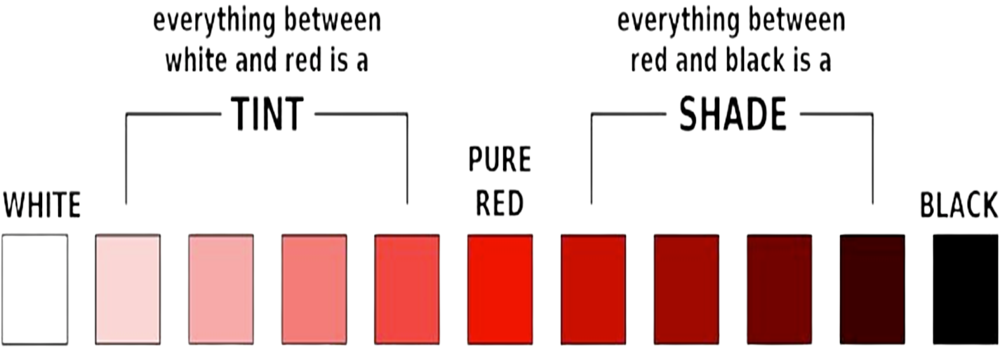 everything between
white and red is a
TINT
everything between
red and black is a
SHADE
PURE
RED
WHITE
BLACK